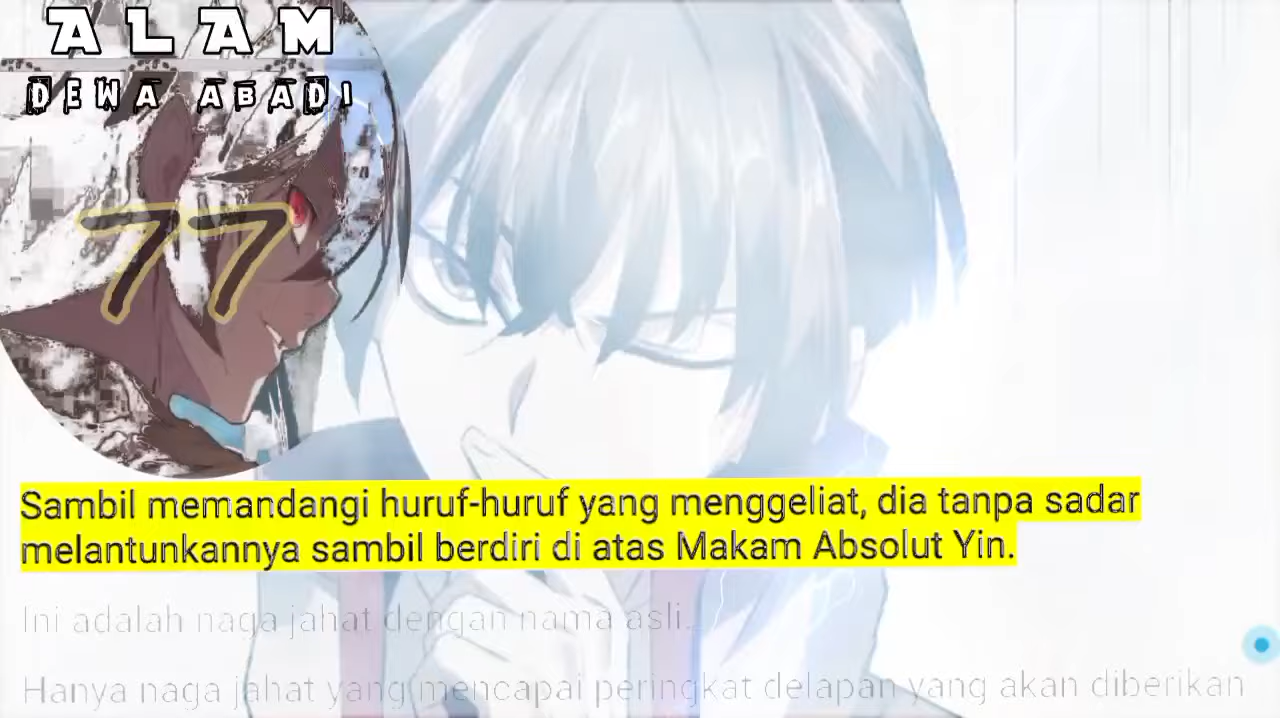 ALAM
DEWA ABADI
77
Sambil memandangi huruf-huruf yang menggeliat, dia tanpa sadar
melantunkannya sambil berdiri di atas Makam Absolut Yin.
Ini adalah naga jahat dengan nama asli.
Hanya naga jahat yang mencapai peringkat delapan yang akan diberikan